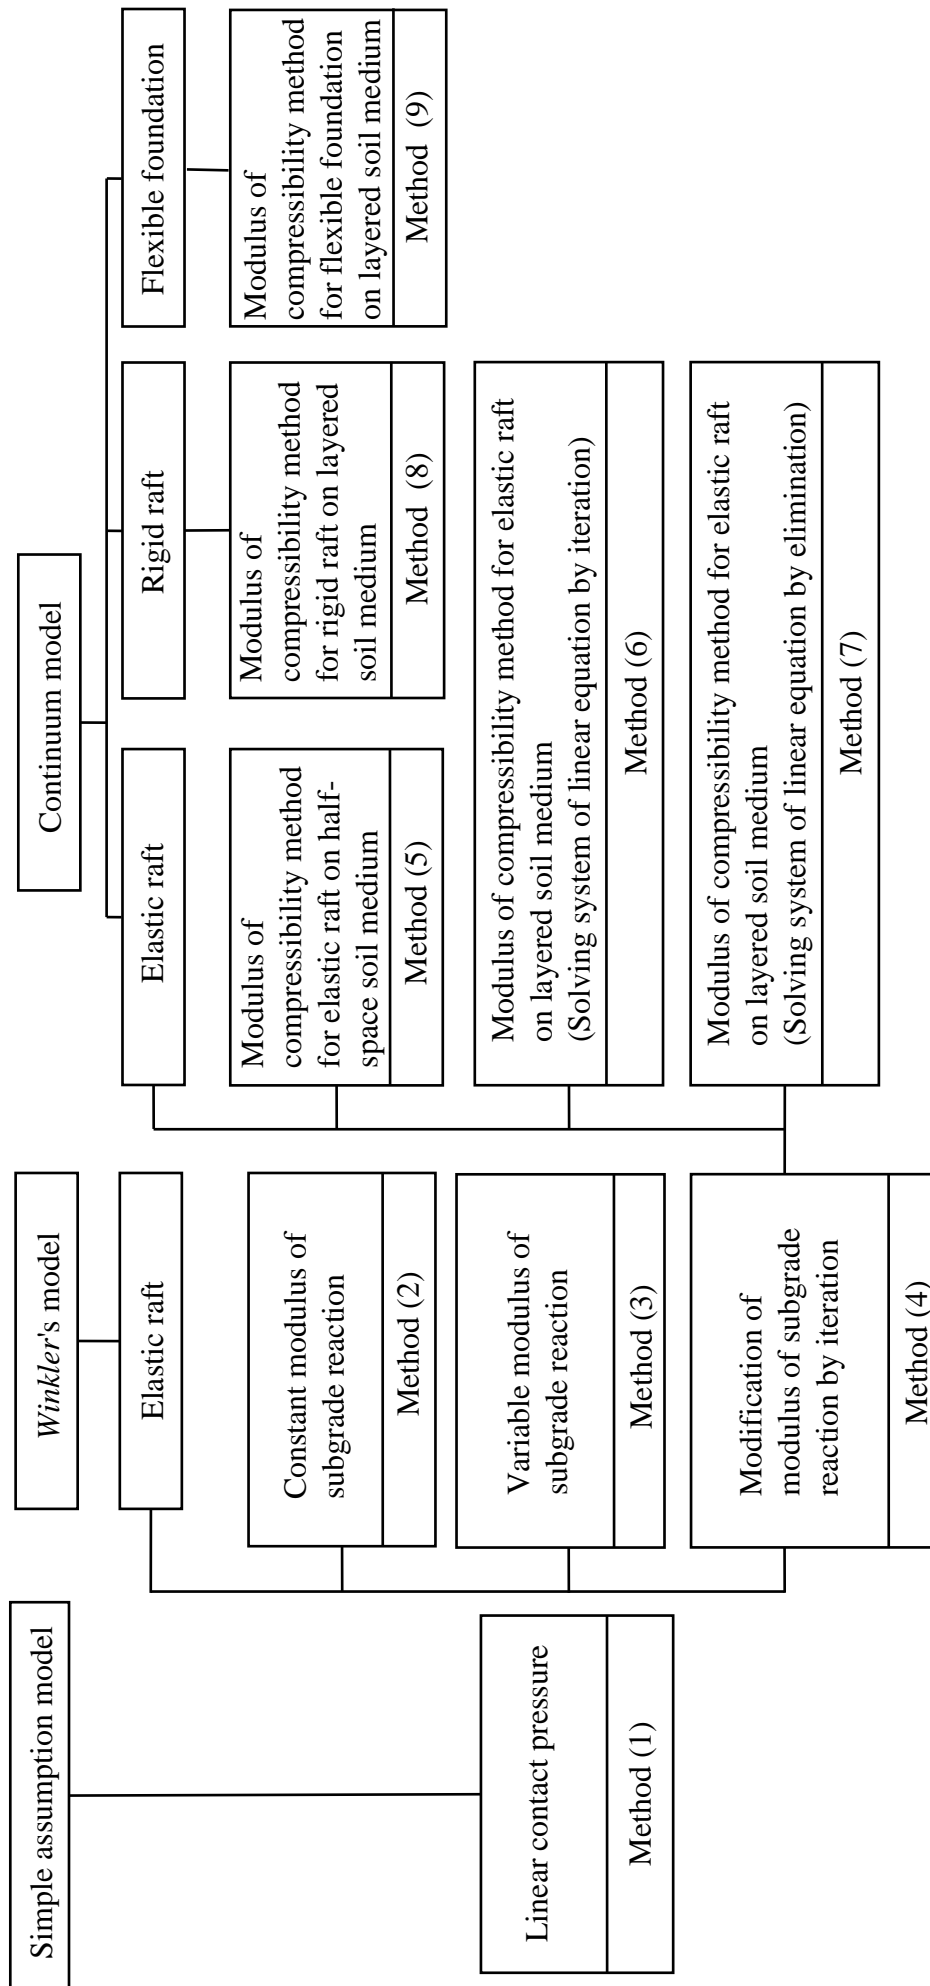 Simple assumption model
Linear contact pressure
Method (1)
Winkler's model
Elastic raft
Constant modulus of
subgrade reaction
Method (2)
Variable modulus of
subgrade reaction
Method (3)
Modification of
modulus of subgrade
reaction by iteration
Method (4)
Continuum model
Elastic raft
Modulus of
compressibility method
for elastic raft on half-
space soil medium
Method (5)
Modulus of compressibility method for elastic raft
on layered soil medium
(Solving system of linear equation by iteration)
Method (6)
Modulus of compressibility method for elastic raft
on layered soil medium
(Solving system of linear equation by elimination)
Method (7)
Rigid raft
Modulus of
compressibility method
for rigid raft on layered
soil medium
Method (8)
Flexible foundation
Modulus of
compressibility method
for flexible foundation
on layered soil medium
Method (9)